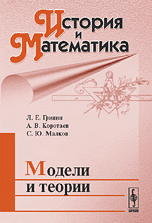 История
и
Математика
Л. Е. Гринин
А. В. Коротаев
С. Ю. Малков
Модели
и теории
URSS